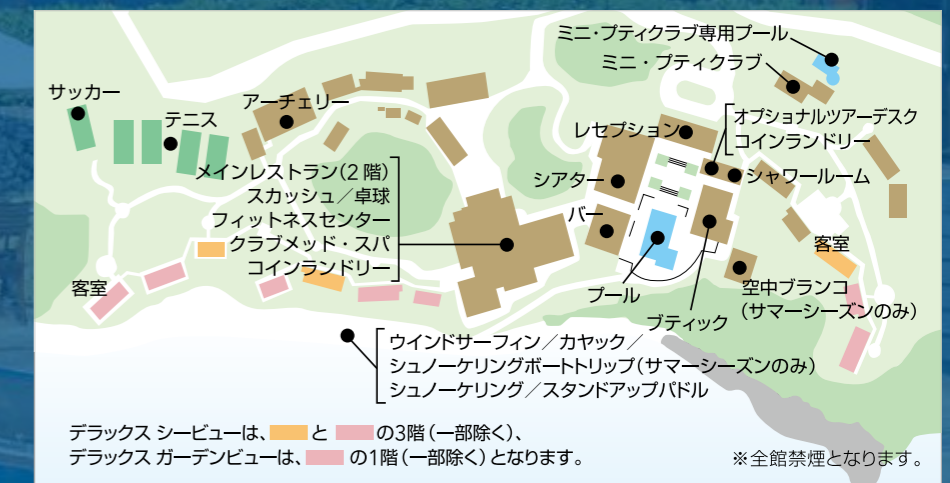 ミニ・プティクラブ専用プール
ミニ・プティクラブ
サッカー
テニス
アーチェリー
レセプション
オプショナルツアーデスク
コインランドリー
シャワールーム
シアター
バー
メインレストラン(2階)
スカッシュ／卓球
フィットネスセンター
クラブメッド・スパ
コインランドリー
客室
客室
プール
ブティック
空中ブランコ
(サマーシーズンのみ)
ウインドサーフィン／カヤック／
シュノーケリングボートトリップ(サマーシーズンのみ)
シュノーケリング／スタンドアップパドル
デラックス シービューは、 と の3階(一部除く)、
デラックス ガーデンビューは、 の1階(一部除く)となります。
※全館禁煙となります。